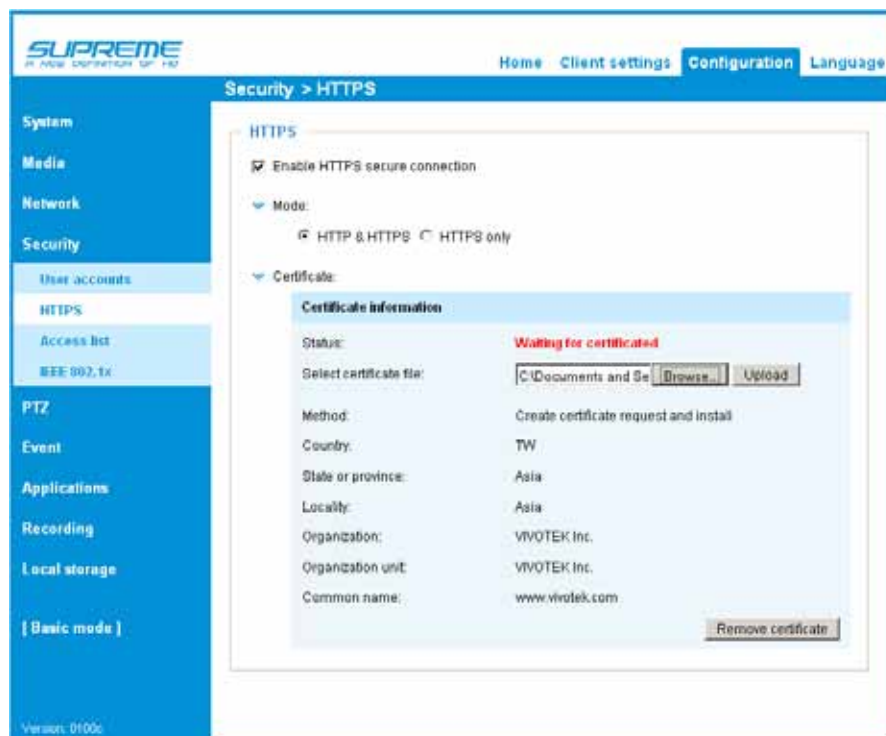 SUPREME
A NEW DEFINITION OF HD
Home Client settings Configuration Language
Security > HTTPS
System
Media
Network
Security
User accounts
HTTPS
Access list
IEEE 802.1x
PTZ
Event
Applications
Recording
Local storage
[ Basic mode ]
Version: 0100c
HTTPS
Enable HTTPS secure connection
Mode:
HTTP & HTTPS HTTPS only
Certificate:
Certificate information
Status: Waiting for certificated
Select certificate file: C:\Documents and Se Browse... Upload
Method: Create certificate request and install
Country: TW
State or province: Asia
Locality: Asia
Organization: VIVOTEK Inc.
Organization unit: VIVOTEK Inc.
Common name: www.vivotek.com
Remove certificate